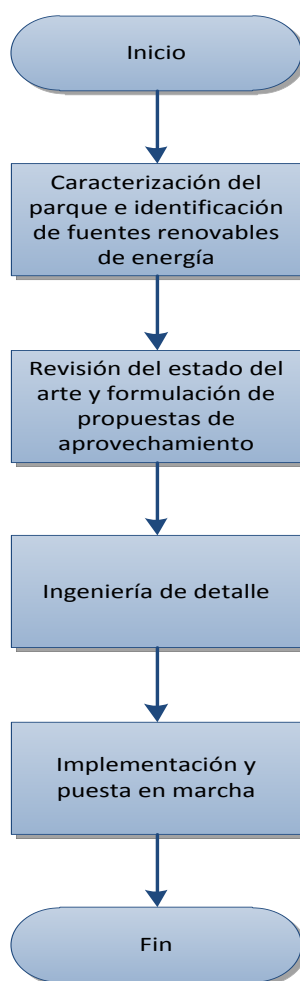 Inicio
Caracterización del
parque e identificación
de fuentes renovables
de energía
Revisión del estado del
arte y formulación de
propuestas de
aprovechamiento
Ingeniería de detalle
Implementación y
puesta en marcha
Fin